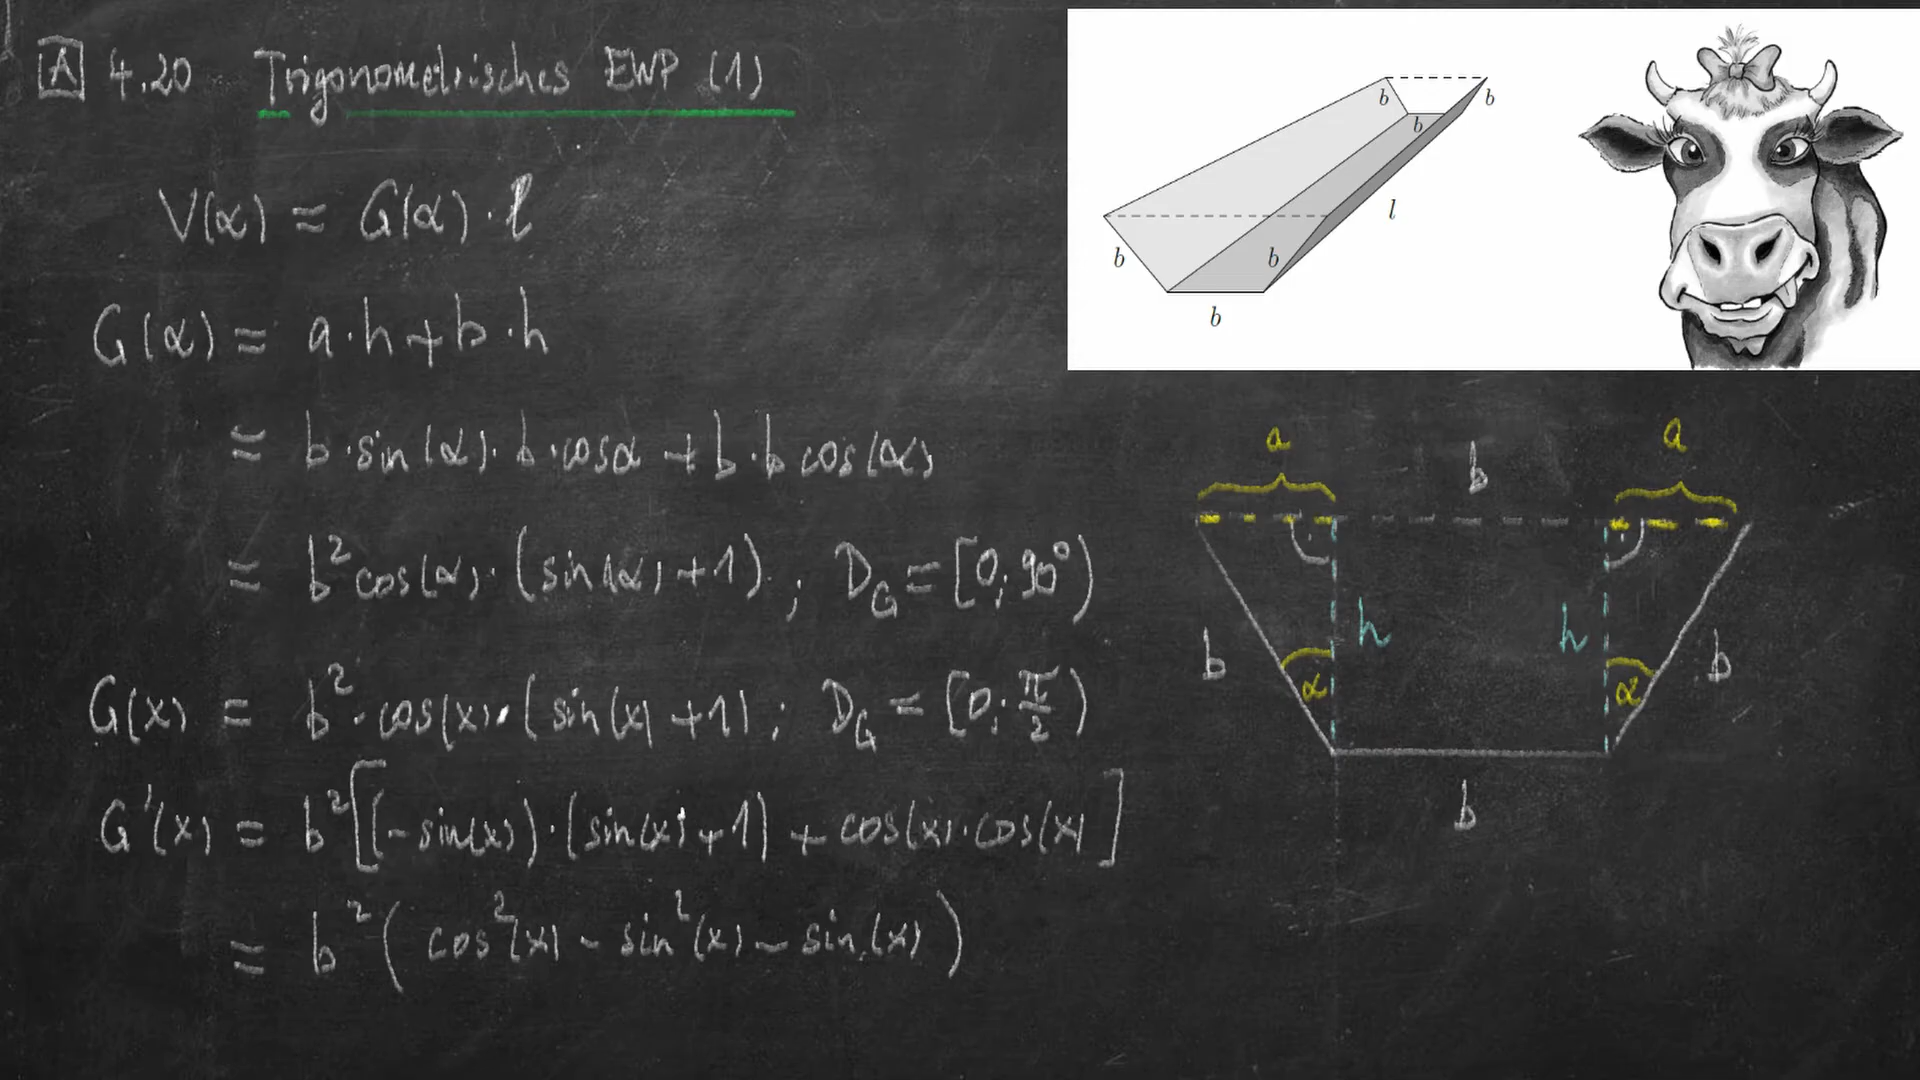 A 4.20 Trigonometrisches EWP (1)
V(α) = G(α) · l
G(α) = a·h + b·h
= b·sin(α)· b·cosα + b·b cos(α)
= b² cos(α)· (sin(α)+1) ; D_G = [0; 90°)
G(x) = b² · cos(x) · (sin(x) +1) ; D_G = [0; π/2)
G'(x) = b² [(-sin(x)) · (sin(x)+1) + cos(x)·cos(x)]
= b² ( cos²(x) - sin²(x) - sin(x) )
b b
b
l
b b
b
a b a
b h h b
α α
b